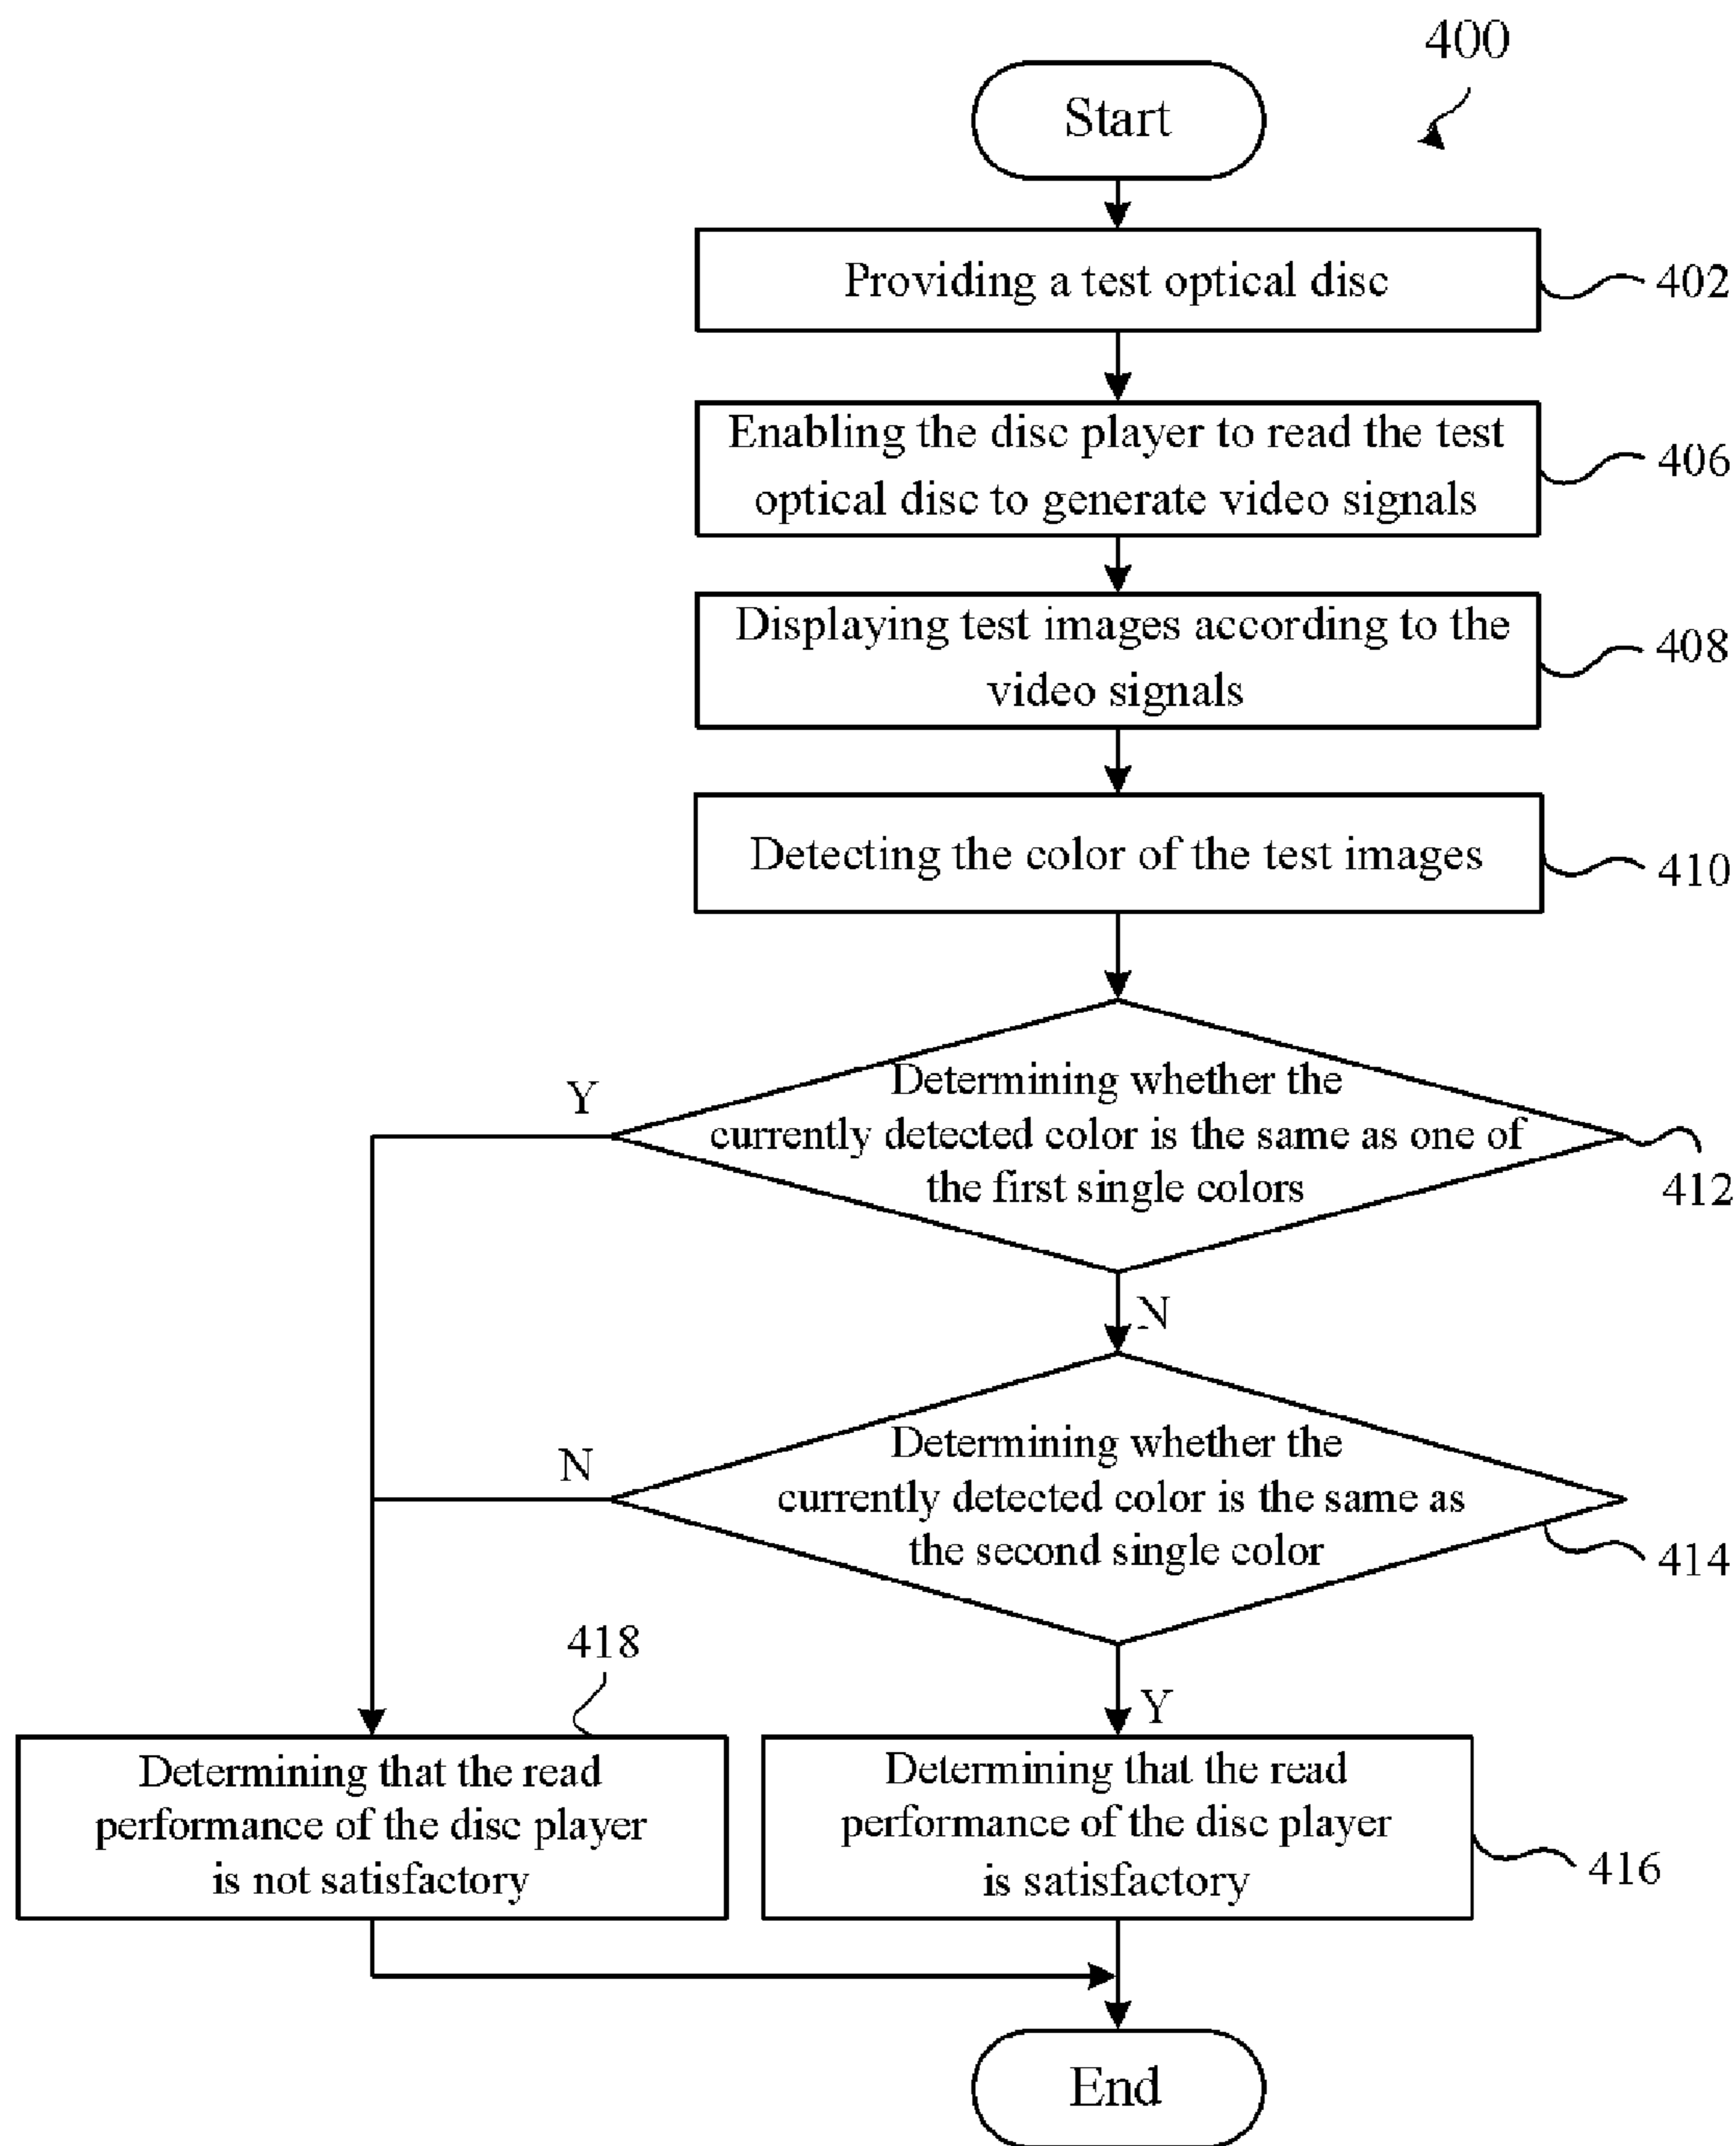 400
Start
Providing a test optical disc
402
Enabling the disc player to read the test
optical disc to generate video signals
406
Displaying test images according to the
video signals
408
Detecting the color of the test images
410
Determining whether the
currently detected color is the same as one of
the first single colors
Y
412
N
Determining whether the
currently detected color is the same as
the second single color
N
414
418
Y
Determining that the read
performance of the disc player
is not satisfactory
Determining that the read
performance of the disc player
is satisfactory
416
End